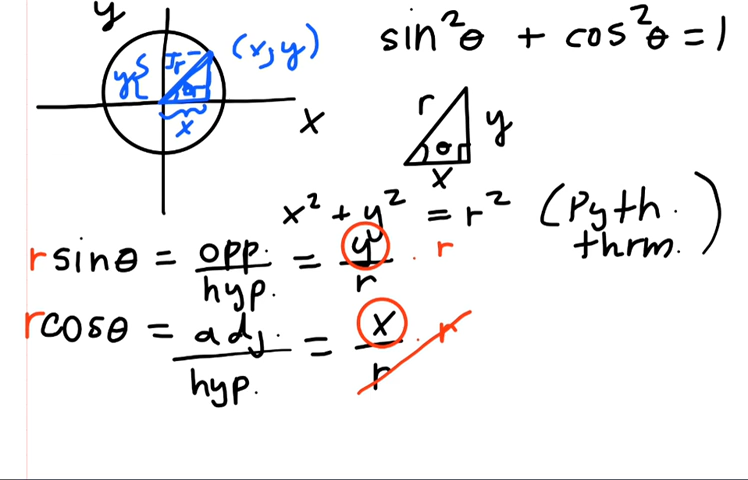 y
(x,y)
r
y
θ
x
x
sin²θ + cos²θ = 1
r
θ
y
x
x² + y² = r² (Pyth. thrm.)
r sinθ = opp./hyp. = y/r · r
r cosθ = adj./hyp. = x/r · r